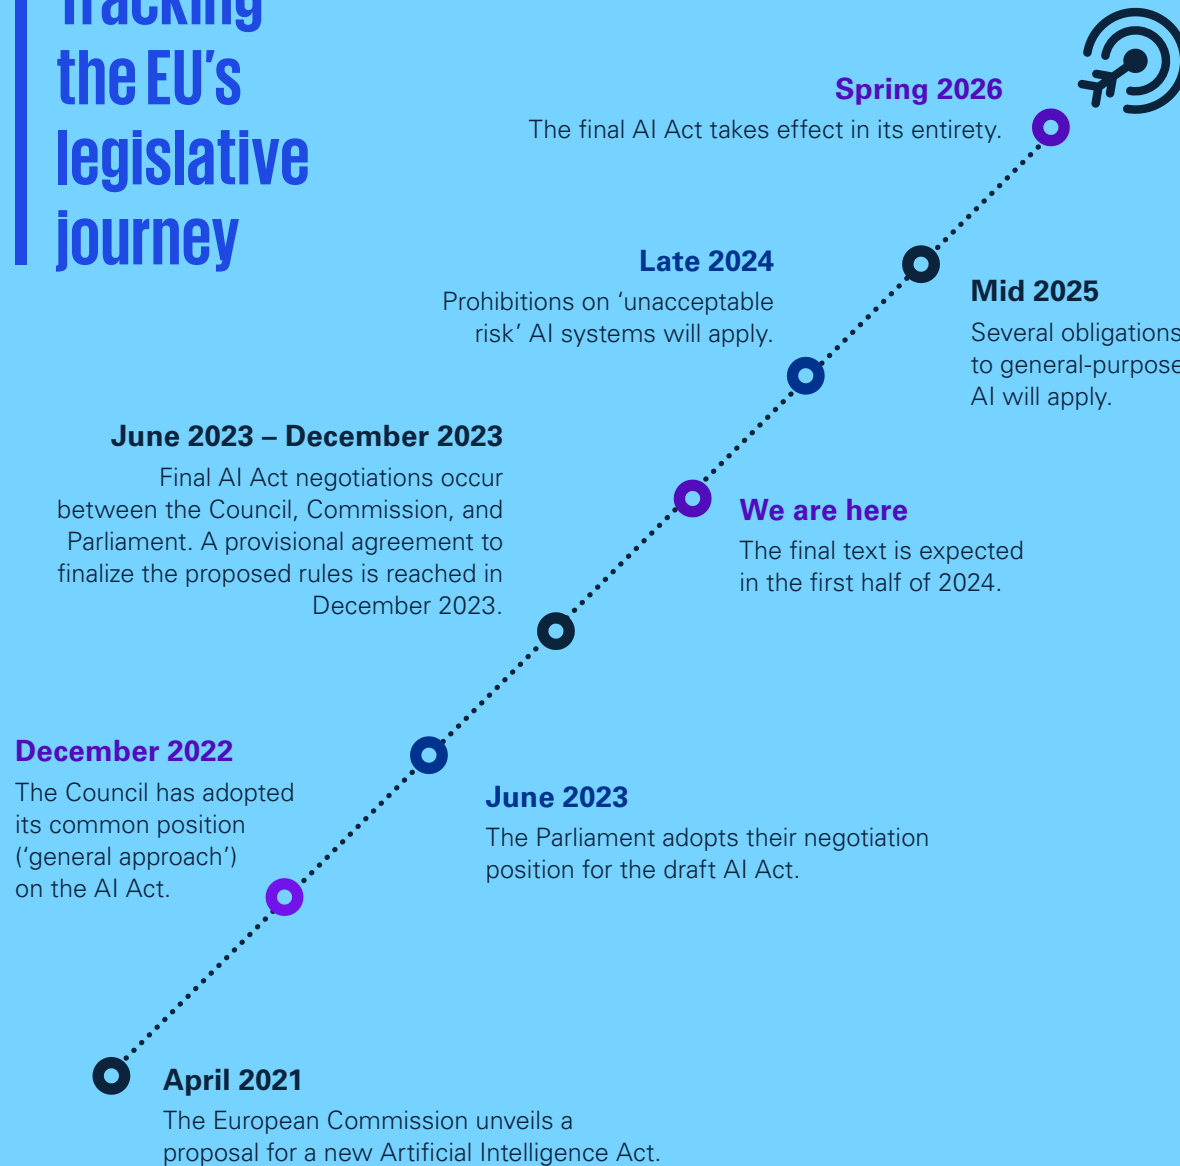 Tracking
the EU's
legislative
journey
Spring 2026
The final AI Act takes effect in its entirety.
Late 2024
Prohibitions on ‘unacceptable
risk’ AI systems will apply.
Mid 2025
Several obligations
to general-purpose
AI will apply.
June 2023 – December 2023
Final AI Act negotiations occur
between the Council, Commission, and
Parliament. A provisional agreement to
finalize the proposed rules is reached in
December 2023.
We are here
The final text is expected
in the first half of 2024.
December 2022
The Council has adopted
its common position
(‘general approach’)
on the AI Act.
June 2023
The Parliament adopts their negotiation
position for the draft AI Act.
April 2021
The European Commission unveils a
proposal for a new Artificial Intelligence Act.